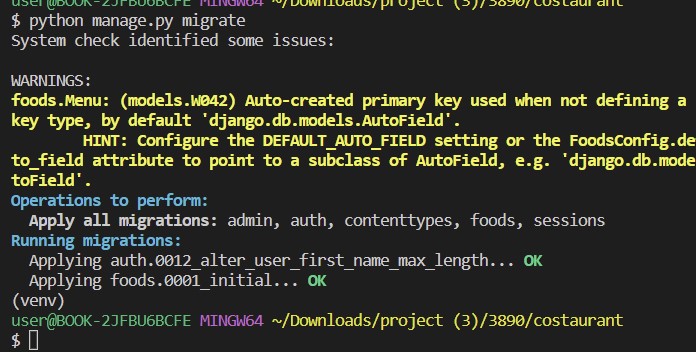 user@BOOK-2JFBU6BCFE MINGW64 ~/Downloads/project (3)/3890/costaurant
$ python manage.py migrate
System check identified some issues:

WARNINGS:
foods.Menu: (models.W042) Auto-created primary key used when not defining a
key type, by default 'django.db.models.AutoField'.
        HINT: Configure the DEFAULT_AUTO_FIELD setting or the FoodsConfig.de
to_field attribute to point to a subclass of AutoField, e.g. 'django.db.mode
toField'.
Operations to perform:
  Apply all migrations: admin, auth, contenttypes, foods, sessions
Running migrations:
  Applying auth.0012_alter_user_first_name_max_length... OK
  Applying foods.0001_initial... OK
(venv)
user@BOOK-2JFBU6BCFE MINGW64 ~/Downloads/project (3)/3890/costaurant
$